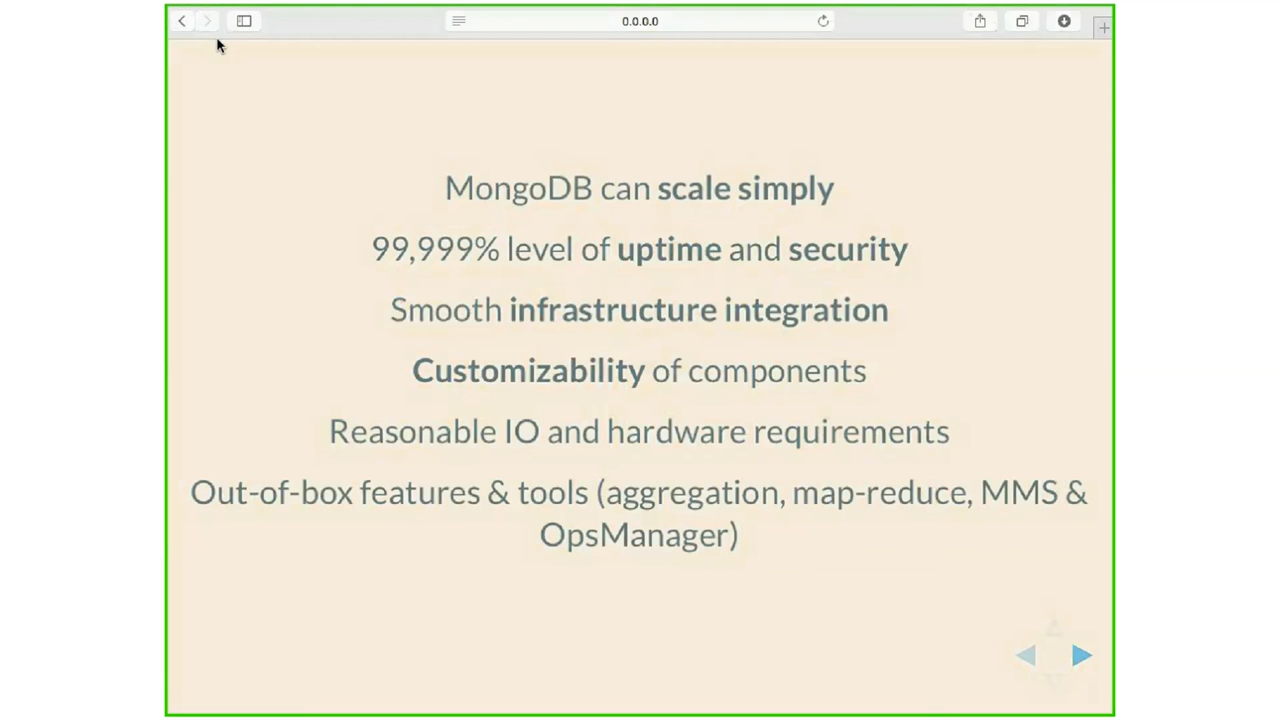 0.0.0.0
MongoDB can scale simply
99,999% level of uptime and security
Smooth infrastructure integration
Customizability of components
Reasonable IO and hardware requirements
Out-of-box features & tools (aggregation, map-reduce, MMS &
OpsManager)